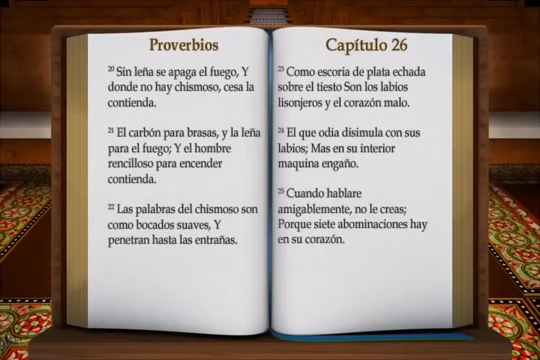 Proverbios
20 Sin leña se apaga el fuego, Y
donde no hay chismoso, cesa la
contienda.
21 El carbón para brasas, y la leña
para el fuego; Y el hombre
rencilloso para encender
contienda.
22 Las palabras del chismoso son
como bocados suaves, Y
penetran hasta las entrañas.
Capítulo 26
23 Como escoria de plata echada
sobre el tiesto Son los labios
lisonjeros y el corazón malo.
24 El que odia disimula con sus
labios; Mas en su interior
maquina engaño.
25 Cuando hablare
amigablemente, no le creas;
Porque siete abominaciones hay
en su corazón.